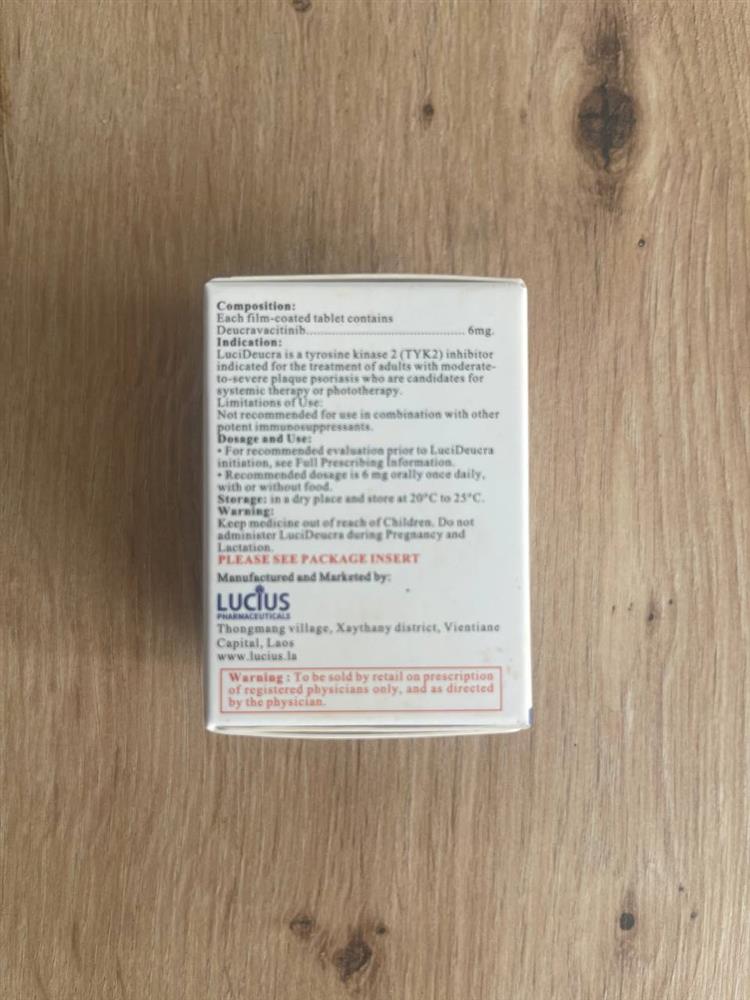 Composition:
Each film-coated tablet contains
Deucravacitinib.................................................. 6mg.
Indication:
LuciDeucra is a tyrosine kinase 2 (TYK2) inhibitor
indicated for the treatment of adults with moderate-
to-severe plaque psoriasis who are candidates for
systemic therapy or phototherapy.
Limitations of Use:
Not recommended for use in combination with other
potent immunosuppressants.
Dosage and Use:
• For recommended evaluation prior to LuciDeucra
initiation, see Full Prescribing Information.
• Recommended dosage is 6 mg orally once daily,
with or without food.
Storage: in a dry place and store at 20°C to 25°C.
Warning:
Keep medicine out of reach of Children. Do not
administer LuciDeucra during Pregnancy and
Lactation.
PLEASE SEE PACKAGE INSERT
Manufactured and Marketed by:
LUCIUS
PHARMACEUTICALS
Thongmang village, Xaythany district, Vientiane
Capital, Laos
www.lucius.la
Warning : To be sold by retail on prescription
of registered physicians only, and as directed
by the physician.